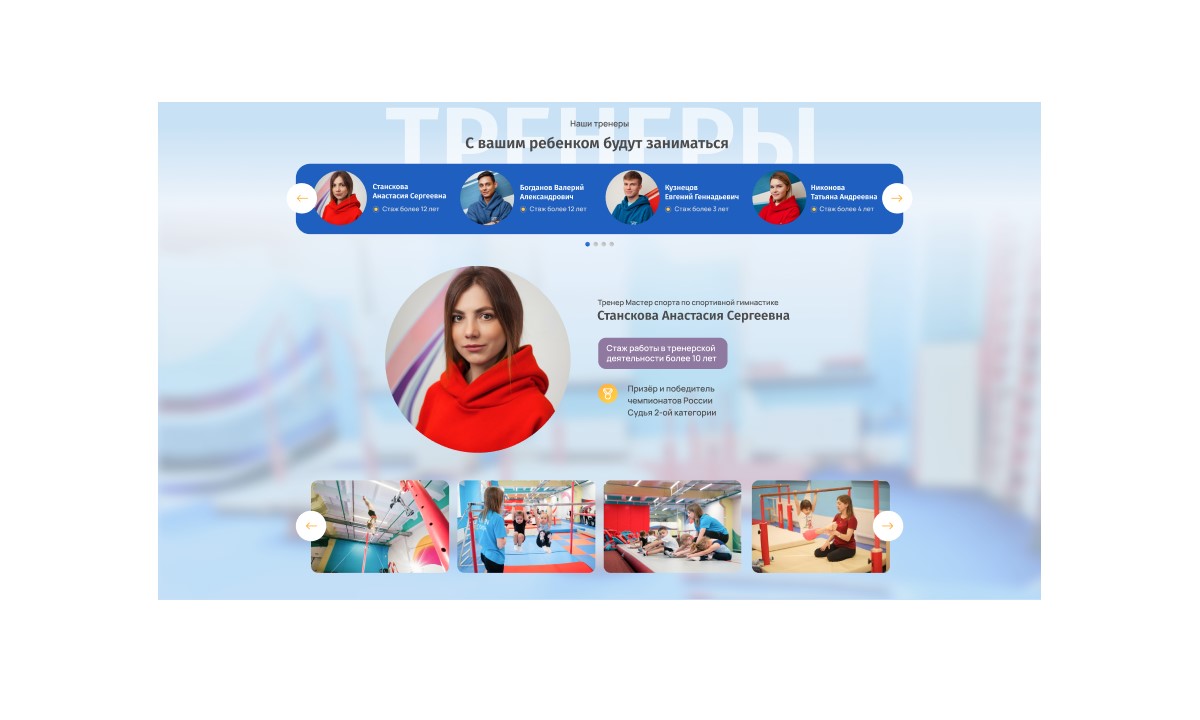 ТРЕНЕРЫ
Наши тренеры
С вашим ребенком будут заниматься
Станскова
Анастасия Сергеевна
Стаж более 12 лет
Богданов Валерий
Александрович
Стаж более 12 лет
Кузнецов
Евгений Геннадьевич
Стаж более 3 лет
Никонова
Татьяна Андреевна
Стаж более 4 лет
Тренер Мастер спорта по спортивной гимнастике
Станскова Анастасия Сергеевна
Стаж работы в тренерской
деятельности более 10 лет
Призёр и победитель
чемпионатов России
Судья 2-ой категории